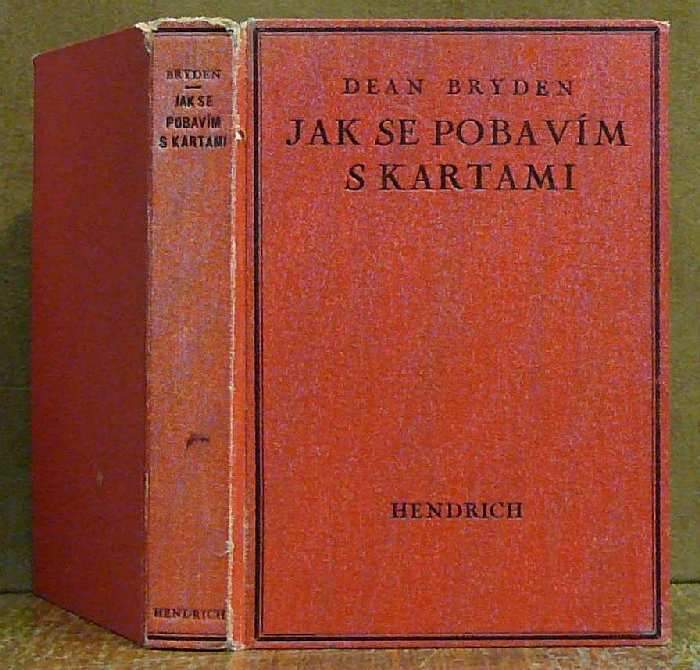 BRYDEN
JAK SE
POBAVÍM
S KARTAMI
HENDRICH
DEAN BRYDEN
JAK SE POBAVÍM
S KARTAMI
HENDRICH